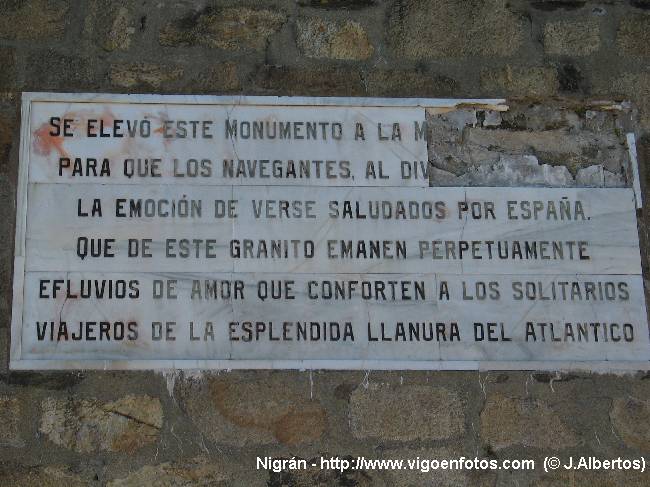 SE ELEVÓ ESTE MONUMENTO A LA
PARA QUE LOS NAVEGANTES, AL
LA EMOCIÓN DE VERSE SALUDADOS POR ESPAÑA.
QUE DE ESTE GRANITO EMANEN PERPETUAMENTE
EFLUVIOS DE AMOR QUE CONFORTEN A LOS SOLITARIOS
VIAJEROS DE LA ESPLENDIDA LLANURA DEL ATLANTICO
Nigrán - http://www.vigoenfotos.com (© J.Albertos)